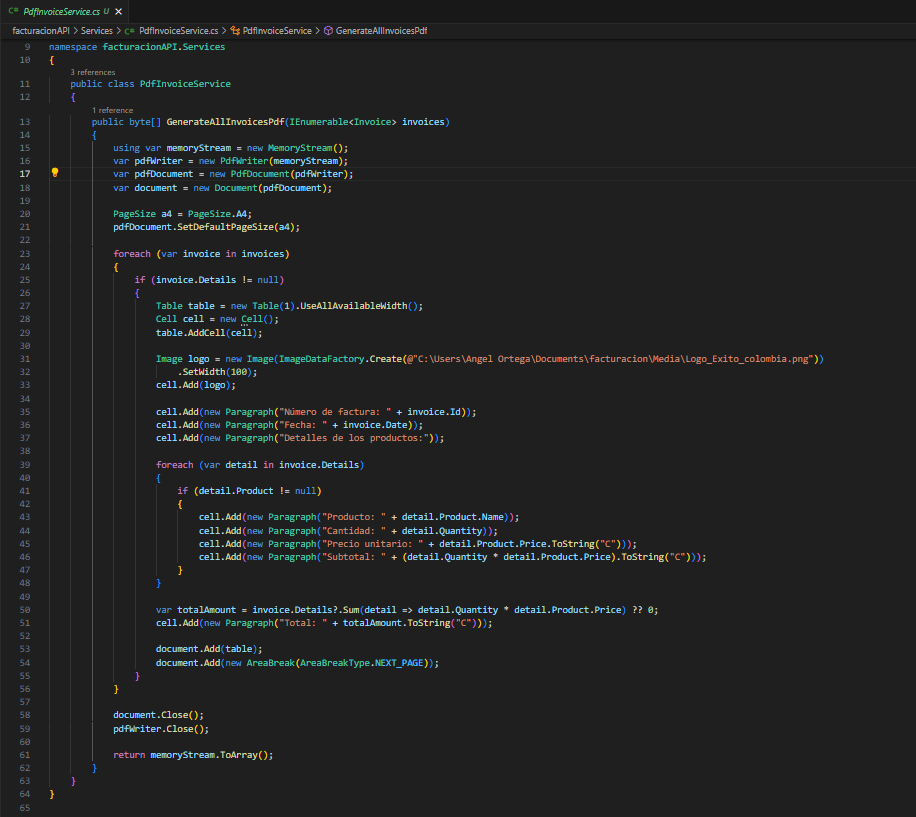 PdfInvoiceService.cs U
facturacionAPI > Services > PdfInvoiceService.cs > PdfInvoiceService > GenerateAllInvoicesPdf
9 namespace facturacionAPI.Services
10 {
3 references
11 public class PdfInvoiceService
12 {
1 reference
13 public byte[] GenerateAllInvoicesPdf(IEnumerable<Invoice> invoices)
14 {
15 using var memoryStream = new MemoryStream();
16 var pdfWriter = new PdfWriter(memoryStream);
17 var pdfDocument = new PdfDocument(pdfWriter);
18 var document = new Document(pdfDocument);
19
20 PageSize a4 = PageSize.A4;
21 pdfDocument.SetDefaultPageSize(a4);
22
23 foreach (var invoice in invoices)
24 {
25 if (invoice.Details != null)
26 {
27 Table table = new Table(1).UseAllAvailableWidth();
28 Cell cell = new Cell();
29 table.AddCell(cell);
30
31 Image logo = new Image(ImageDataFactory.Create(@"C:\Users\Angel Ortega\Documents\facturacion\Media\Logo_Exito_colombia.png"))
32 .SetWidth(100);
33 cell.Add(logo);
34
35 cell.Add(new Paragraph("Número de factura: " + invoice.Id));
36 cell.Add(new Paragraph("Fecha: " + invoice.Date));
37 cell.Add(new Paragraph("Detalles de los productos:"));
38
39 foreach (var detail in invoice.Details)
40 {
41 if (detail.Product != null)
42 {
43 cell.Add(new Paragraph("Producto: " + detail.Product.Name));
44 cell.Add(new Paragraph("Cantidad: " + detail.Quantity));
45 cell.Add(new Paragraph("Precio unitario: " + detail.Product.Price.ToString("C")));
46 cell.Add(new Paragraph("Subtotal: " + (detail.Quantity * detail.Product.Price).ToString("C")));
47 }
48 }
49
50 var totalAmount = invoice.Details?.Sum(detail => detail.Quantity * detail.Product.Price) ?? 0;
51 cell.Add(new Paragraph("Total: " + totalAmount.ToString("C")));
52
53 document.Add(table);
54 document.Add(new AreaBreak(AreaBreakType.NEXT_PAGE));
55 }
56 }
57
58 document.Close();
59 pdfWriter.Close();
60
61 return memoryStream.ToArray();
62 }
63 }
64 }
65